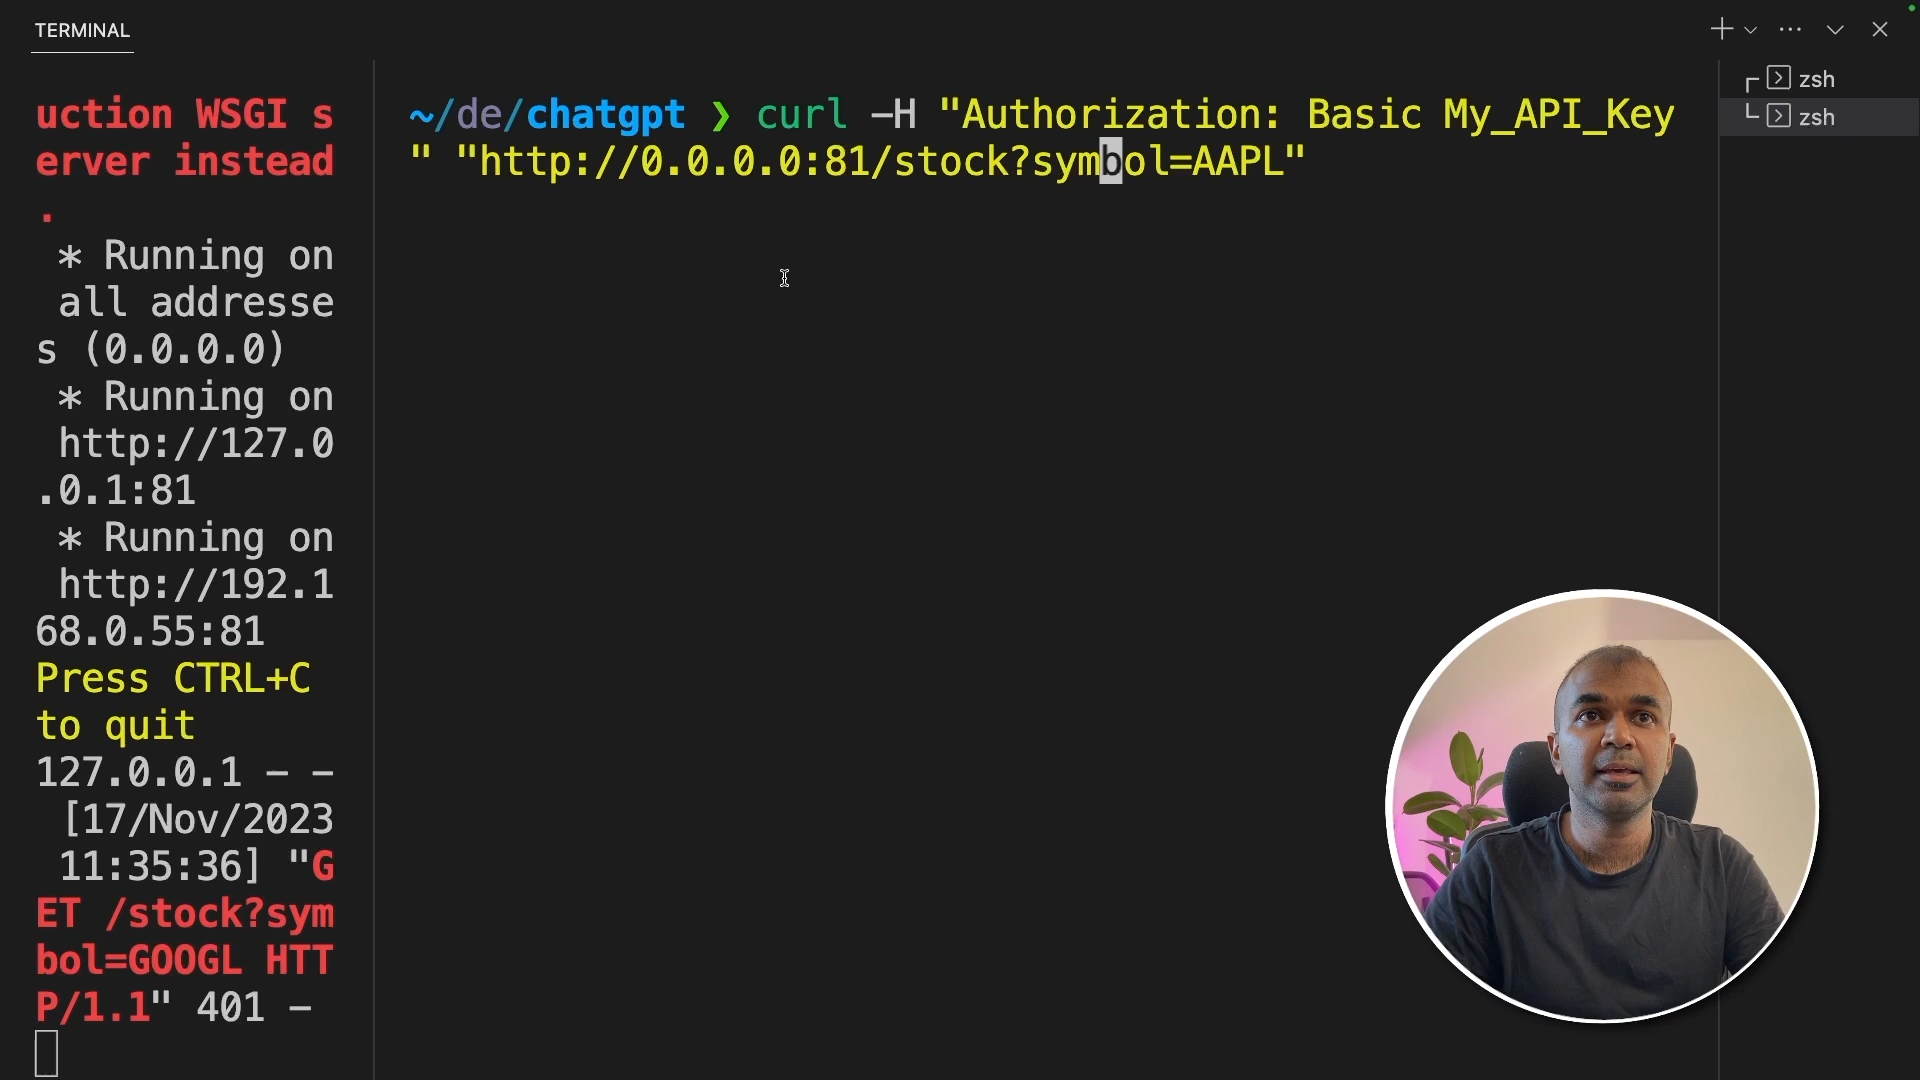 TERMINAL
uction WSGI s
erver instead
.
* Running on
all addresse
s (0.0.0.0)
* Running on
http://127.0
.0.1:81
* Running on
http://192.1
68.0.55:81
Press CTRL+C
to quit
127.0.0.1 - -
[17/Nov/2023
11:35:36] "G
ET /stock?sym
bol=GOOGL HTT
P/1.1" 401 -
~/de/chatgpt ❯ curl -H "Authorization: Basic My_API_Key
" "http://0.0.0.0:81/stock?symbol=AAPL"
zsh
zsh